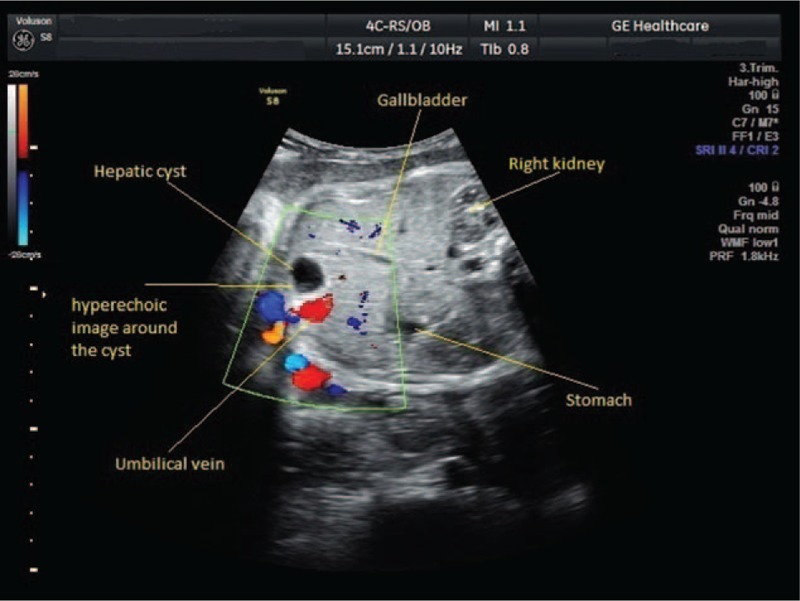 Voluson
S8
4C-RS/OB
MI 1.1
GE Healthcare
15.1cm / 1.1 / 10Hz
TIb 0.8
26cm/s
-26cm/s
Voluson
S8
3.Trim.
Har-high
100
Gn 15
C7 / M7*
FF1 / E3
SRI II 4 / CRI 2
100
Gn -4.8
Frq mid
Qual norm
WMF low1
PRF 1.8kHz
Gallbladder
Right kidney
Hepatic cyst
hyperechoic
image around
the cyst
Stomach
Umbilical vein